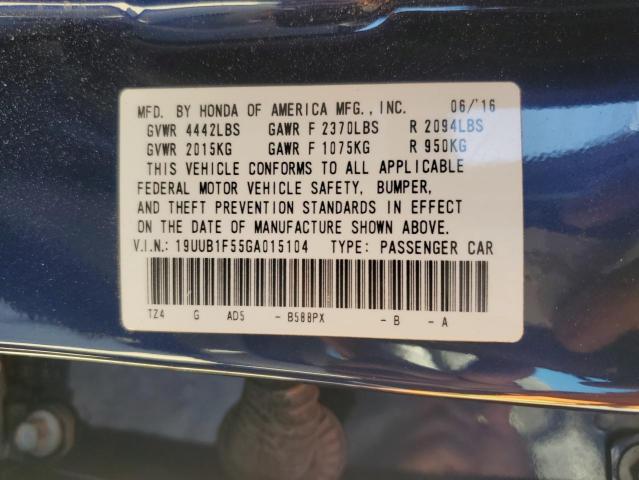 MFD. BY HONDA OF AMERICA MFG., INC. 06/'16
GVWR 4442LBS GAWR F 2370LBS R 2094LBS
GVWR 2015KG GAWR F 1075KG R 950KG
THIS VEHICLE CONFORMS TO ALL APPLICABLE
FEDERAL MOTOR VEHICLE SAFETY, BUMPER,
AND THEFT PREVENTION STANDARDS IN EFFECT
ON THE DATE OF MANUFACTURE SHOWN ABOVE.
V.I.N.: 19UUB1F55GA015104 TYPE: PASSENGER CAR
TZ4 G AD5 - B588PX - B - A